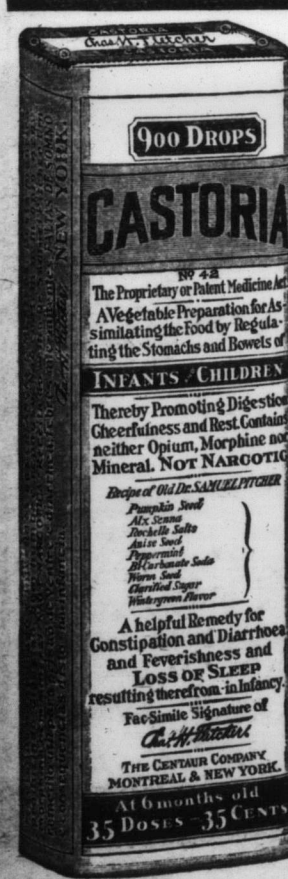 CASTORIA
Chas. H. Fletcher
CASTORIA
900 DROPS
CASTORIA
Nº 42
The Proprietary or Patent Medicine Act
A Vegetable Preparation for As-
similating the Food by Regula-
ting the Stomachs and Bowels of
INFANTS CHILDREN
Thereby Promoting Digestion
Cheerfulness and Rest. Contains
neither Opium, Morphine nor
Mineral. NOT NARCOTIC
Recipe of Old Dr. SAMUEL PITCHER
Pumpkin Seed
Alx Senna
Rochelle Salts
Anise Seed
Peppermint
Bi-Carbonate Soda
Worm Seed
Clarified Sugar
Wintergreen Flavor
A helpful Remedy for
Constipation and Diarrhoea
and Feverishness and
LOSS OF SLEEP
resulting therefrom-in Infancy.
Fac-Simile Signature of
Chas. H. Fletcher.
THE CENTAUR COMPANY
MONTREAL & NEW YORK.
At 6 months old
35 DOSES - 35 CENTS
NEW YORK.